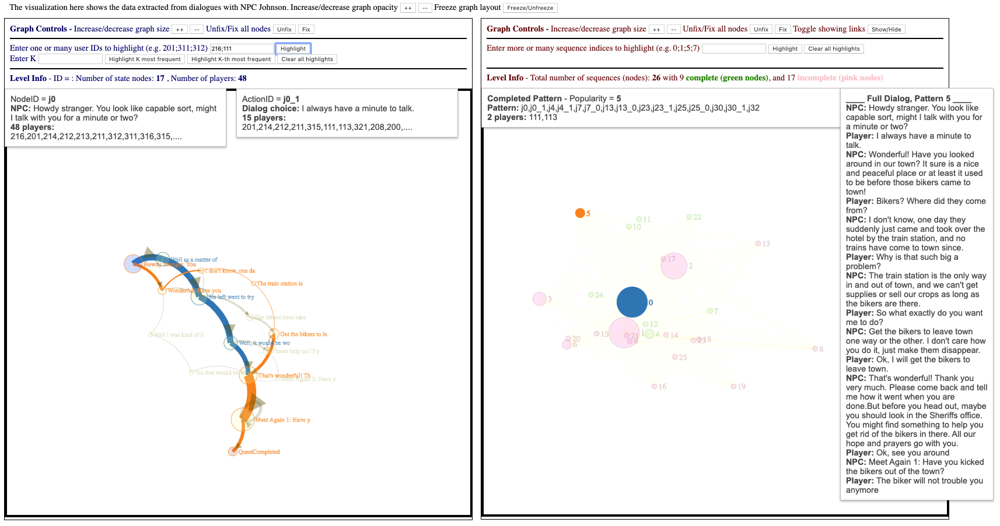 The visualization here shows the data extracted from dialogues with NPC Johnson. Increase/decrease graph opacity ++ -- Freeze graph layout Freeze/Unfreeze
Graph Controls - Increase/decrease graph size ++ -- Unfix/Fix all nodes Unfix Fix
Enter one or many user IDs to highlight (e.g. 201;311;312) 216;111 Highlight
Enter K Highlight K most frequent Highlight K-th most frequent Clear all highlights
Level Info - ID = : Number of state nodes: 17 , Number of players: 48
NodeID = j0
NPC: Howdy stranger. You look like capable sort, might
I talk with you for a minute or two?
48 players:
216,201,214,212,213,211,312,311,316,315,....
ActionID = j0_1
Dialog choice: I always have a minute to talk.
15 players:
201,214,212,211,315,111,113,321,208,200,....
Well as a matter of
Howdy stranger. You
I don't know, one da
The train station is
Wonderful! Have you
He left went to try
The bikers have take
Well I was kind of h
Get the bikers to le
Well, it would be wo
Please help us! If y
Yes that would be
That's wonderful! Th
Meet Again 2: Have y
Meet Again 1: Have y
QuestCompleted
Graph Controls - Increase/decrease graph size ++ -- Unfix/Fix all nodes Unfix Fix Toggle showing links Show/Hide
Enter more or many sequence indices to highlight (e.g. 0;1;5;7) Highlight Clear all highlights
Level Info - Total number of sequences (nodes): 26 with 9 complete (green nodes), and 17 incomplete (pink nodes)
Completed Pattern - Popularity = 5
Pattern: j0,j0_1,j4,j4_1,j7,j7_0,j13,j13_0,j23,j23_1,j25,j25_0,j30,j30_1,j32
2 players: 111,113
5
11
22
10
13
17
2
24
3
0
7
12
15
21
1
4
14
20
9
23
18
6
8
25
16
19
____ Full Dialog, Pattern 5 ____
NPC: Howdy stranger. You look like
capable sort, might I talk with you for
a minute or two?
Player: I always have a minute to
talk.
NPC: Wonderful! Have you looked
around in our town? It sure is a nice
and peaceful place or at least it used
to be before those bikers came to
town!
Player: Bikers? Where did they come
from?
NPC: I don't know, one day they
suddenly just came and took over the
hotel by the train station, and no
trains have come to town since.
Player: Why is that such big a
problem?
NPC: The train station is the only way
in and out of town, and we can't get
supplies or sell our crops as long as
the bikers are there.
Player: So what exactly do you want
me to do?
NPC: Get the bikers to leave town
one way or the other. I don't care how
you do it, just make them disappear.
Player: Ok, I will get the bikers to
leave town.
NPC: That's wonderful! Thank you
very much. Please come back and tell
me how it went when you are
done.But before you head out, maybe
you should look in the Sheriffs office.
You might find something to help you
get rid of the bikers in there. All our
hope and prayers go with you.
Player: Ok, see you around
NPC: Meet Again 1: Have you kicked
the bikers out of the town?
Player: The biker will not trouble you
anymore